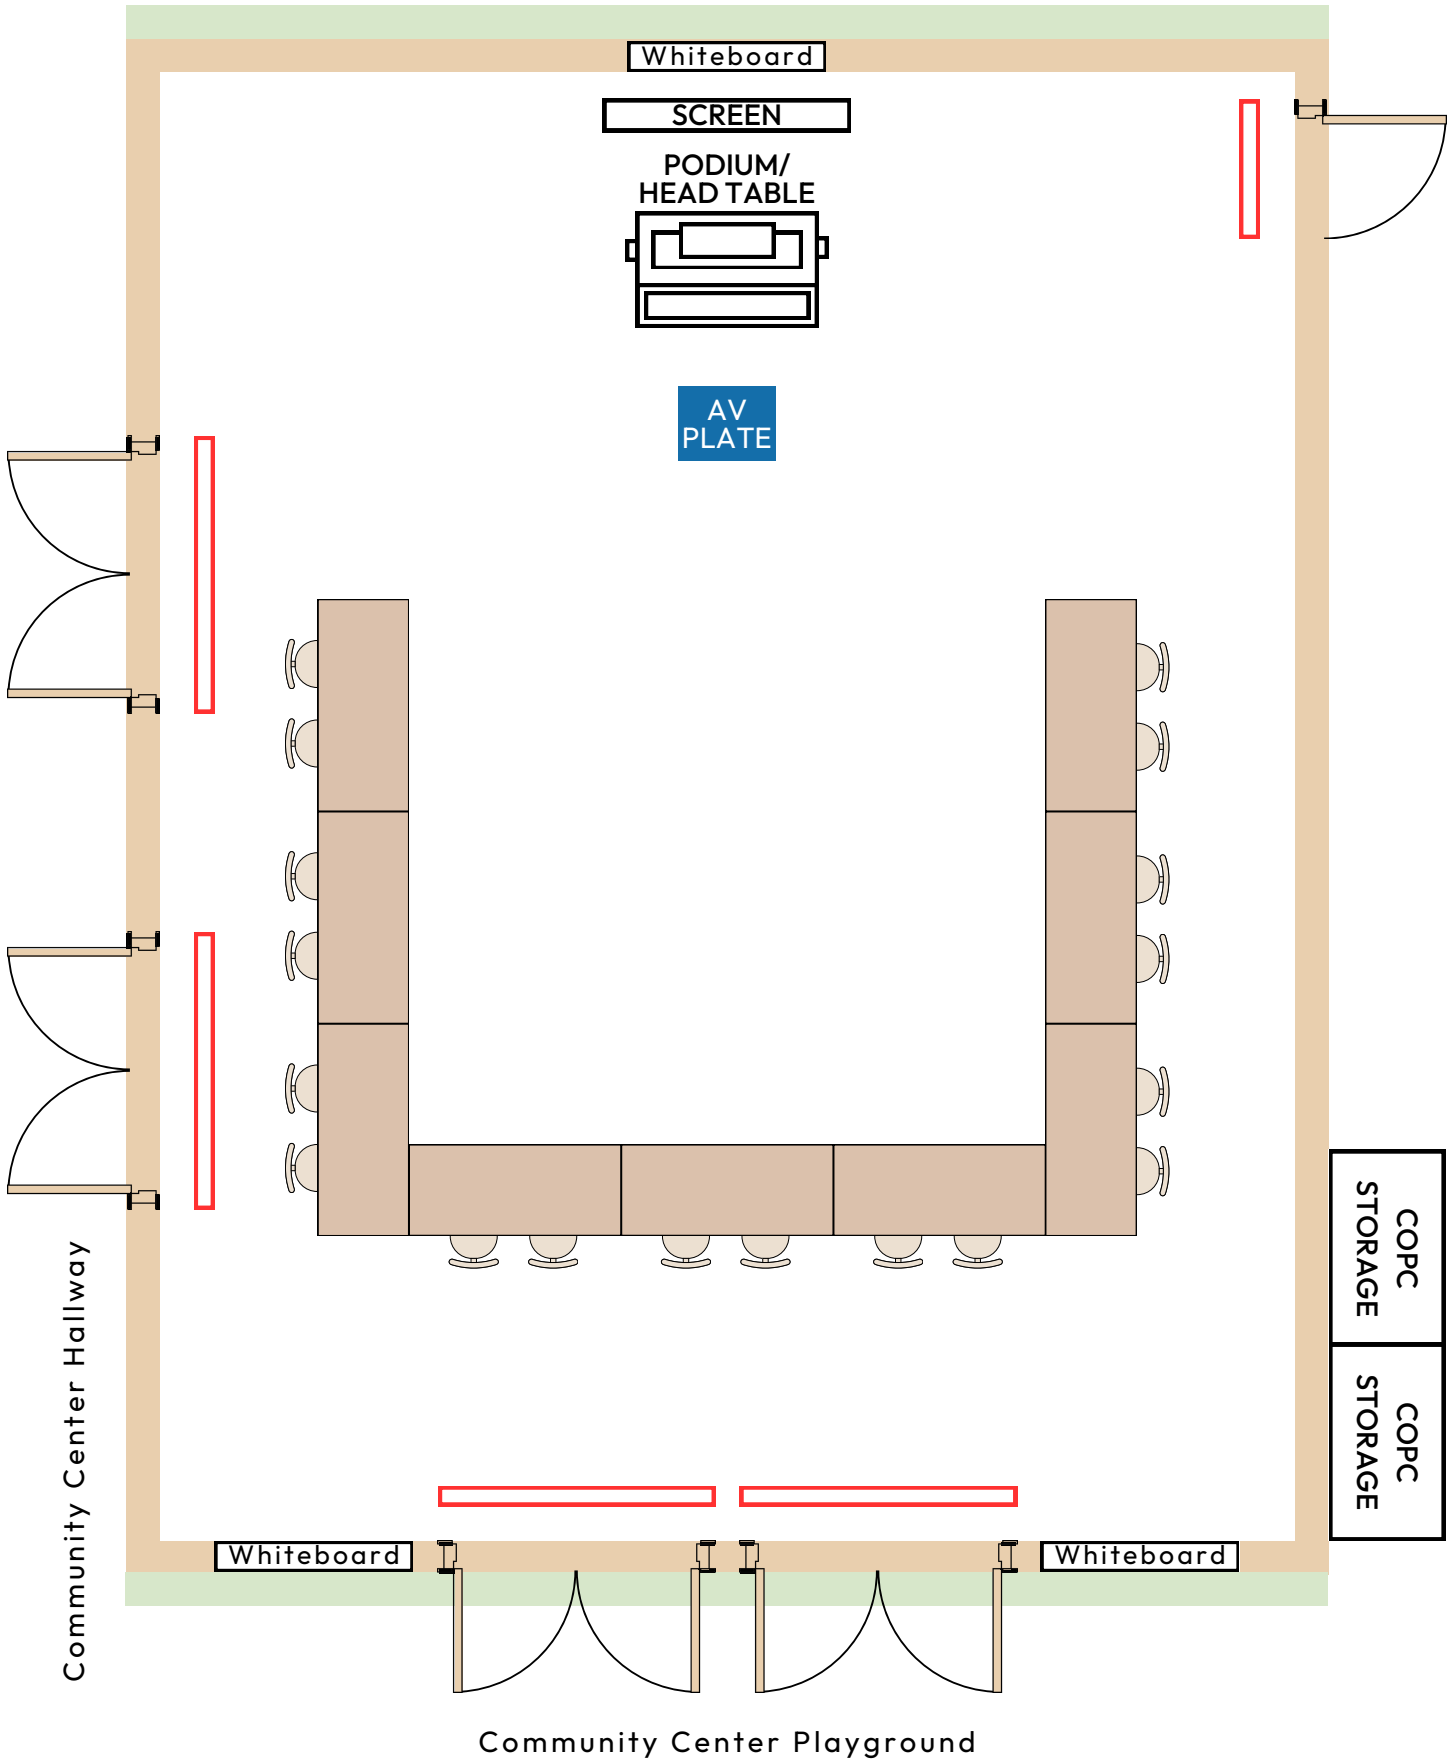 Whiteboard
SCREEN
PODIUM/
HEAD TABLE
AV
PLATE
COPC
STORAGE
COPC
STORAGE
Community Center Hallway
Whiteboard
Whiteboard
Community Center Playground